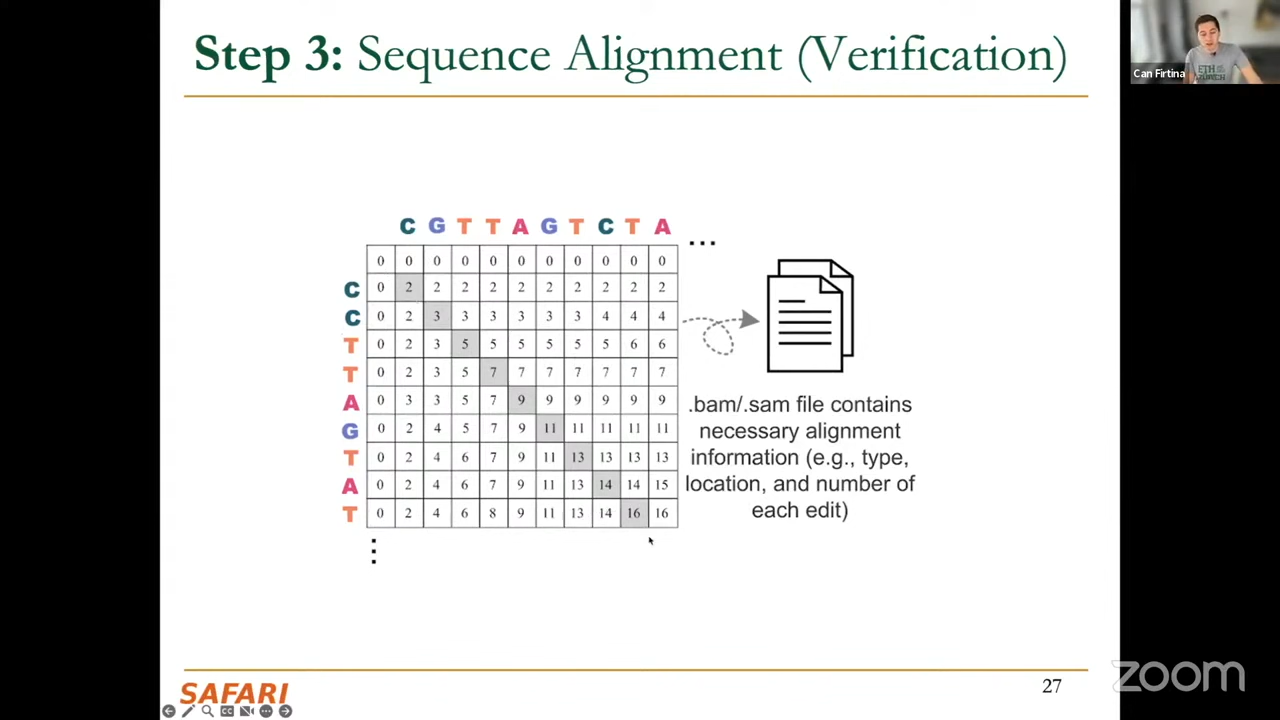 Step 3: Sequence Alignment (Verification)
Can Firtina
ETH
ZÜRICH
C G T T A G T C T A ...
0 0 0 0 0 0 0 0 0 0 0
C 0 2 2 2 2 2 2 2 2 2 2
C 0 2 3 3 3 3 3 3 4 4 4
T 0 2 3 5 5 5 5 5 5 6 6
T 0 2 3 5 7 7 7 7 7 7 7
A 0 3 3 5 7 9 9 9 9 9 9
G 0 2 4 5 7 9 11 11 11 11 11
T 0 2 4 6 7 9 11 13 13 13 13
A 0 2 4 6 7 9 11 13 14 14 15
T 0 2 4 6 8 9 11 13 14 16 16
.bam/.sam file contains
necessary alignment
information (e.g., type,
location, and number of
each edit)
SAFARI
27
zoom